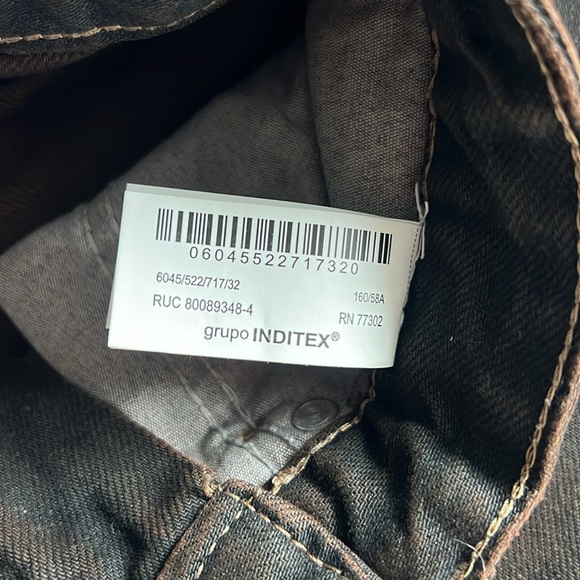 06045522717320
6045/522/717/32
160/58A
RUC 80089348-4
RN 77302
grupo INDITEX®